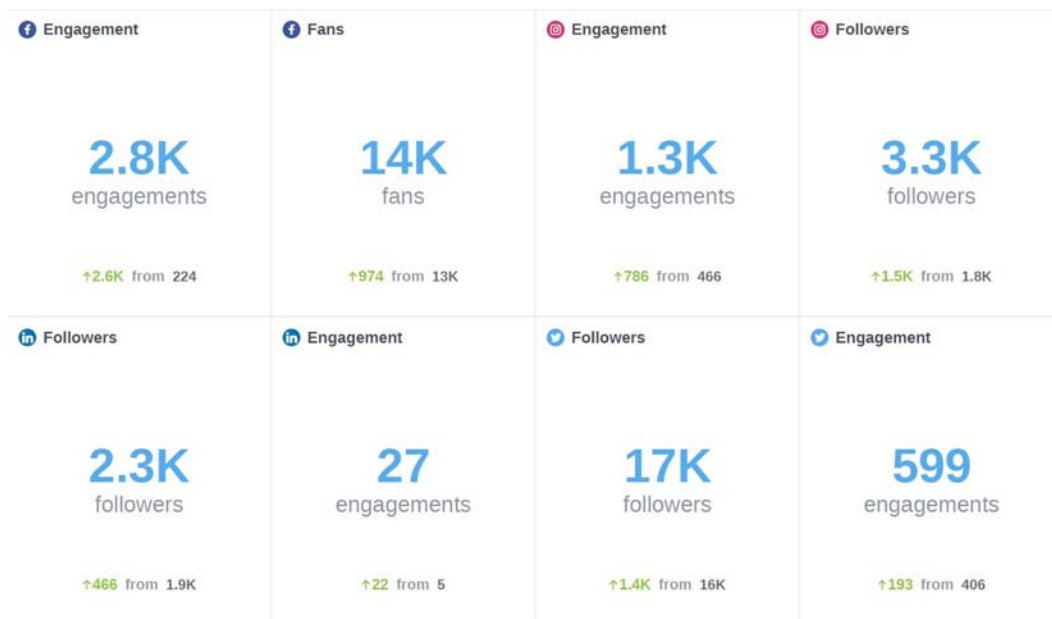 Engagement
2.8K
engagements
↑2.6K from 224
Fans
14K
fans
↑974 from 13K
Engagement
1.3K
engagements
↑786 from 466
Followers
3.3K
followers
↑1.5K from 1.8K
Followers
2.3K
followers
↑466 from 1.9K
Engagement
27
engagements
↑22 from 5
Followers
17K
followers
↑1.4K from 16K
Engagement
599
engagements
↑193 from 406